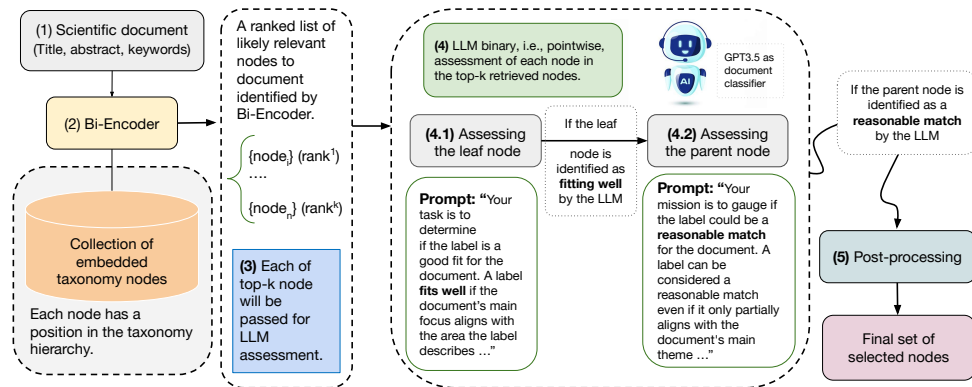 (1) Scientific document
(Title, abstract, keywords)
(2) Bi-Encoder
Collection of
embedded
taxonomy nodes
Each node has a
position in the taxonomy
hierarchy.
A ranked list of
likely relevant
nodes to
document
identified by
Bi-Encoder.
{node_i} (rank^1)
....
{node_n} (rank^k)
(3) Each of
top-k node
will be
passed for
LLM
assessment.
(4) LLM binary, i.e., pointwise,
assessment of each node in
the top-k retrieved nodes.
AI
GPT3.5 as
document
classifier
(4.1) Assessing
the leaf node
If the leaf
node is
identified as
fitting well
by the LLM
(4.2) Assessing
the parent node
Prompt: “Your
task is to
determine
if the label is a
good fit for the
document. A label
fits well if the
document's main
focus aligns with
the area the label
describes ...”
Prompt: “Your
mission is to gauge if
the label could be a
reasonable match
for the document. A
label can be
considered a
reasonable match
even if it only partially
aligns with the
document's main
theme ...”
If the parent node is
identified as a
reasonable match
by the LLM
(5) Post-processing
Final set of
selected nodes